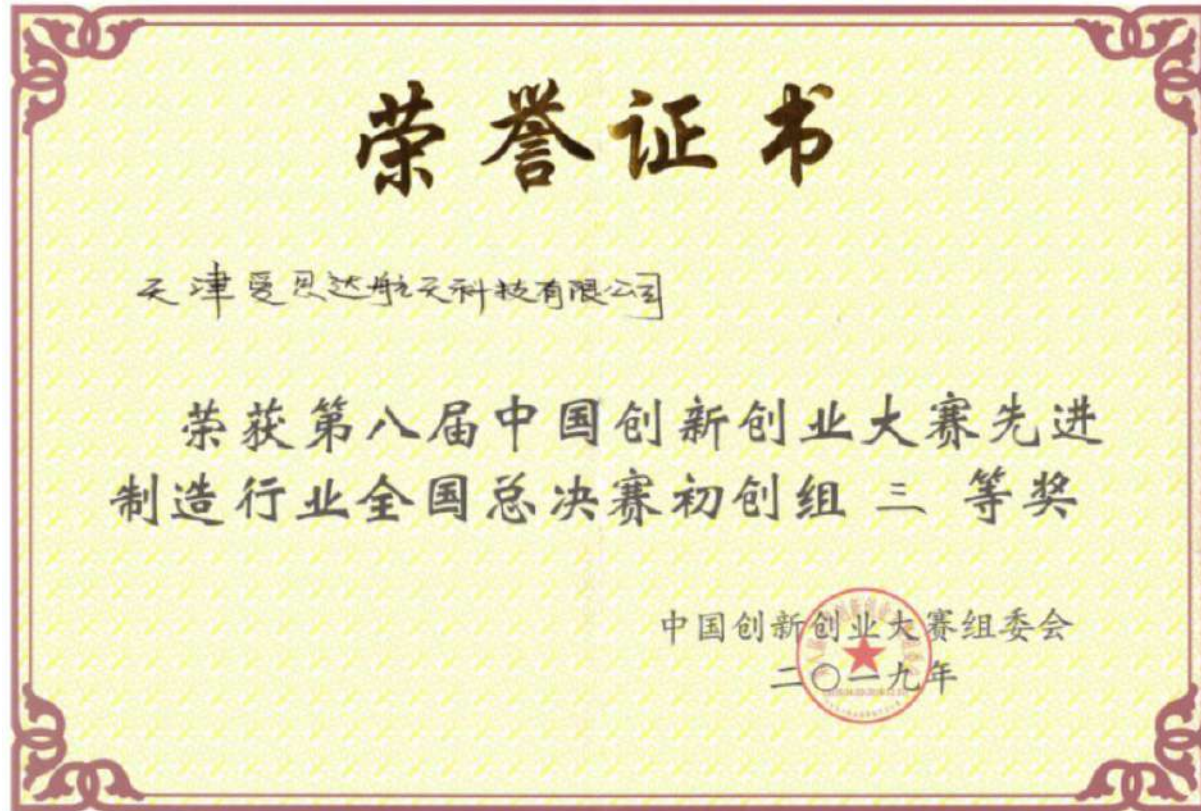 荣誉证书
天津爱贝达航天科技有限公司
荣获第八届中国创新创业大赛先进
制造行业全国总决赛初创组 三 等奖
中国创新创业大赛组委会
二〇一九年